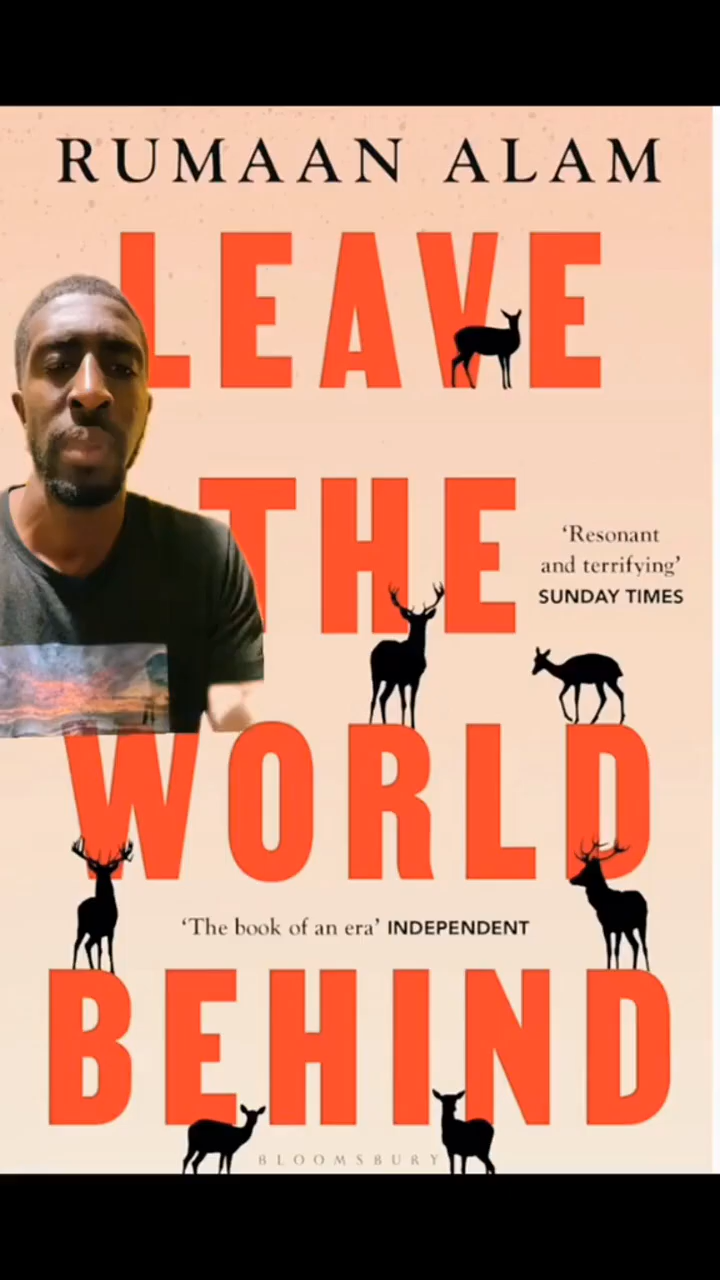 RUMAAN ALAM
LEAVE
THE
'Resonant
and terrifying'
SUNDAY TIMES
WORLD
'The book of an era' INDEPENDENT
BEHIND
BLOOMSBURY